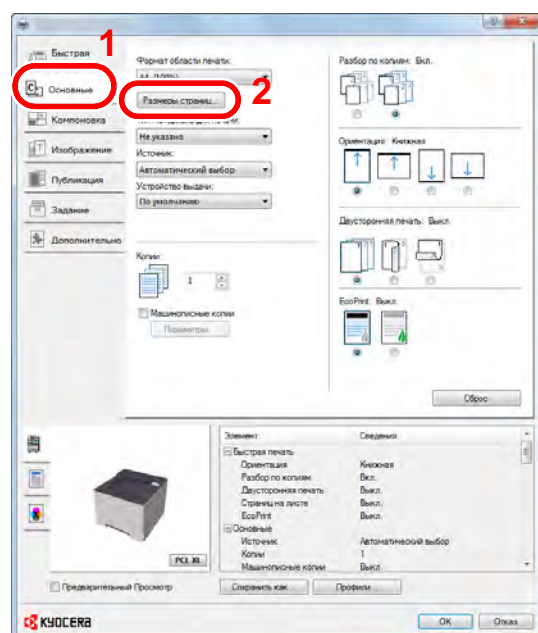 1
Быстрая
Основные
Компоновка
Изображение
Публикация
Задание
Дополнительно
Формат области печати:
A4 [100%]
Размеры страниц...
2
Не указано
Источник:
Автоматический выбор
Устройство выдачи:
По умолчанию
Копии:
1
Машинописные копии
Параметры...
Разбор по копиям: Вкл.
Ориентация: Книжная
Двусторонняя печать: Выкл.
EcoPrint: Выкл.
Сброс
PCL XL
Предварительный Просмотр
Элемент Сведения
Быстрая печать
Ориентация Книжная
Разбор по копиям Вкл.
Двусторонняя печать Выкл.
Страниц на листе Выкл.
EcoPrint Выкл.
Основные
Источник Автоматический выбор
Копии 1
Машинописные копии Выкл.
Сохранить как... Профили...
KYOCERA
OK Отказ